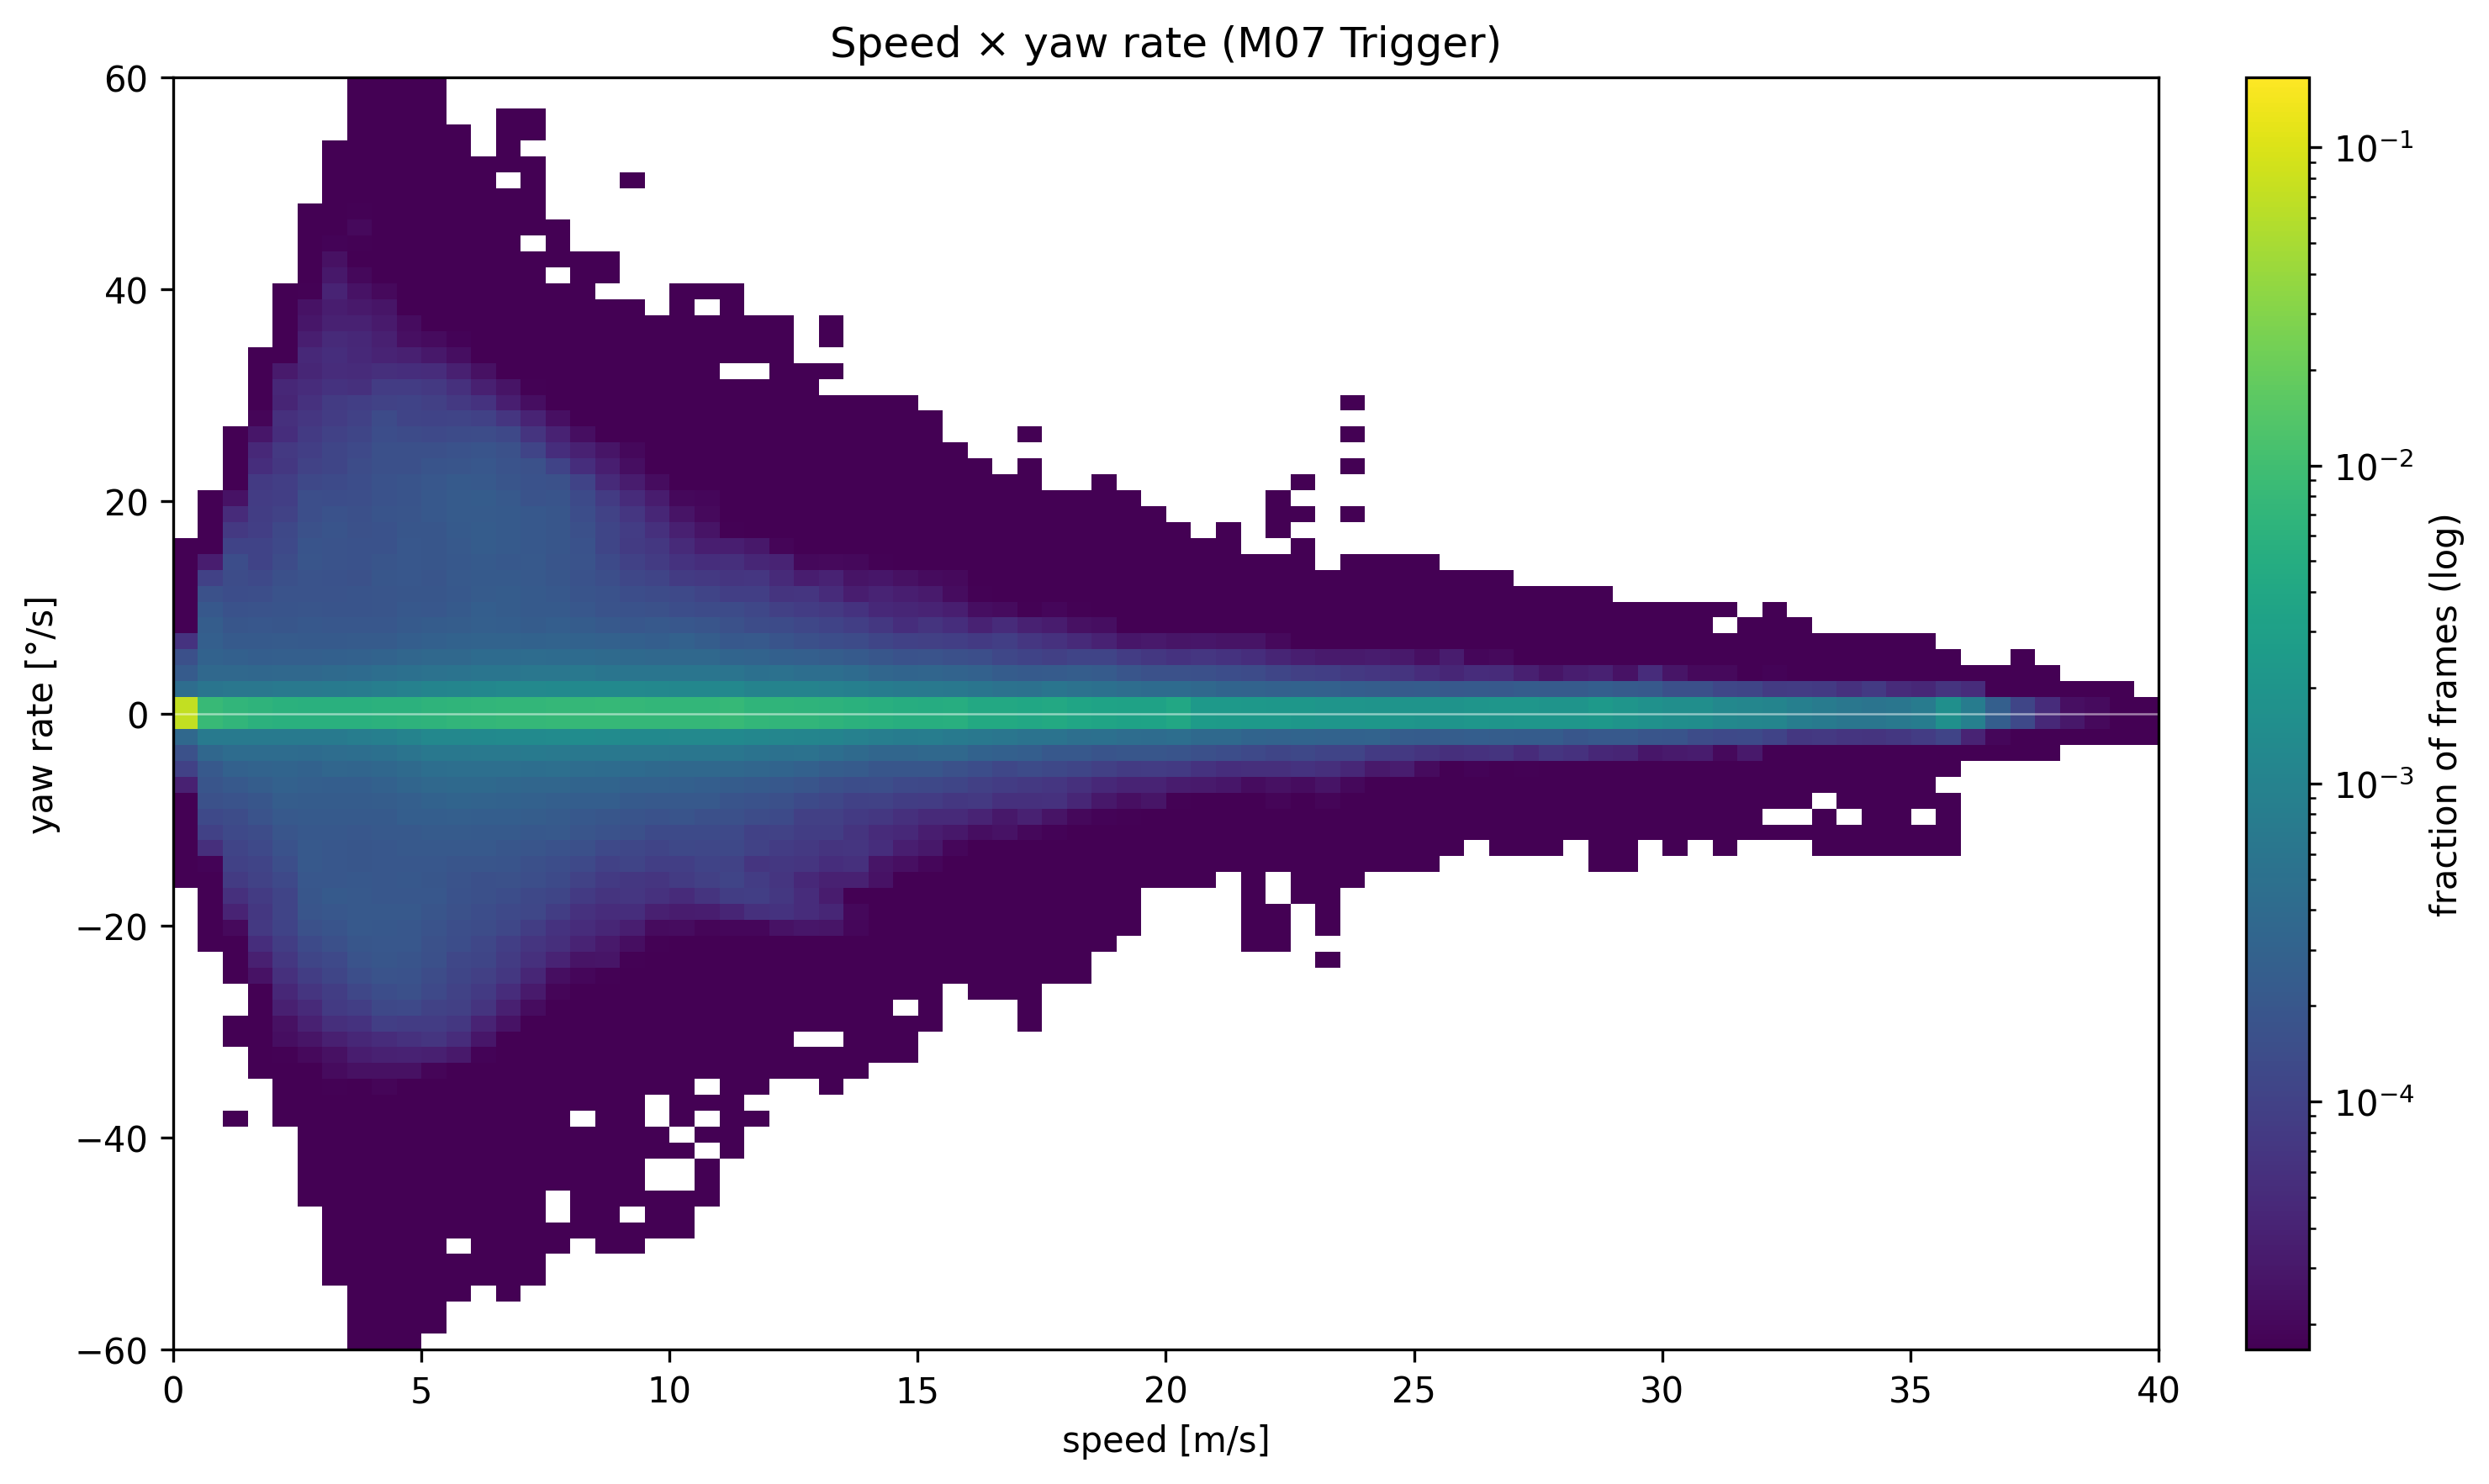 Speed × yaw rate (M07 Trigger)
60
40
20
0
−20
−40
−60
yaw rate [°/s]
0 5 10 15 20 25 30 35 40
speed [m/s]
10⁻¹
10⁻²
10⁻³
10⁻⁴
fraction of frames (log)